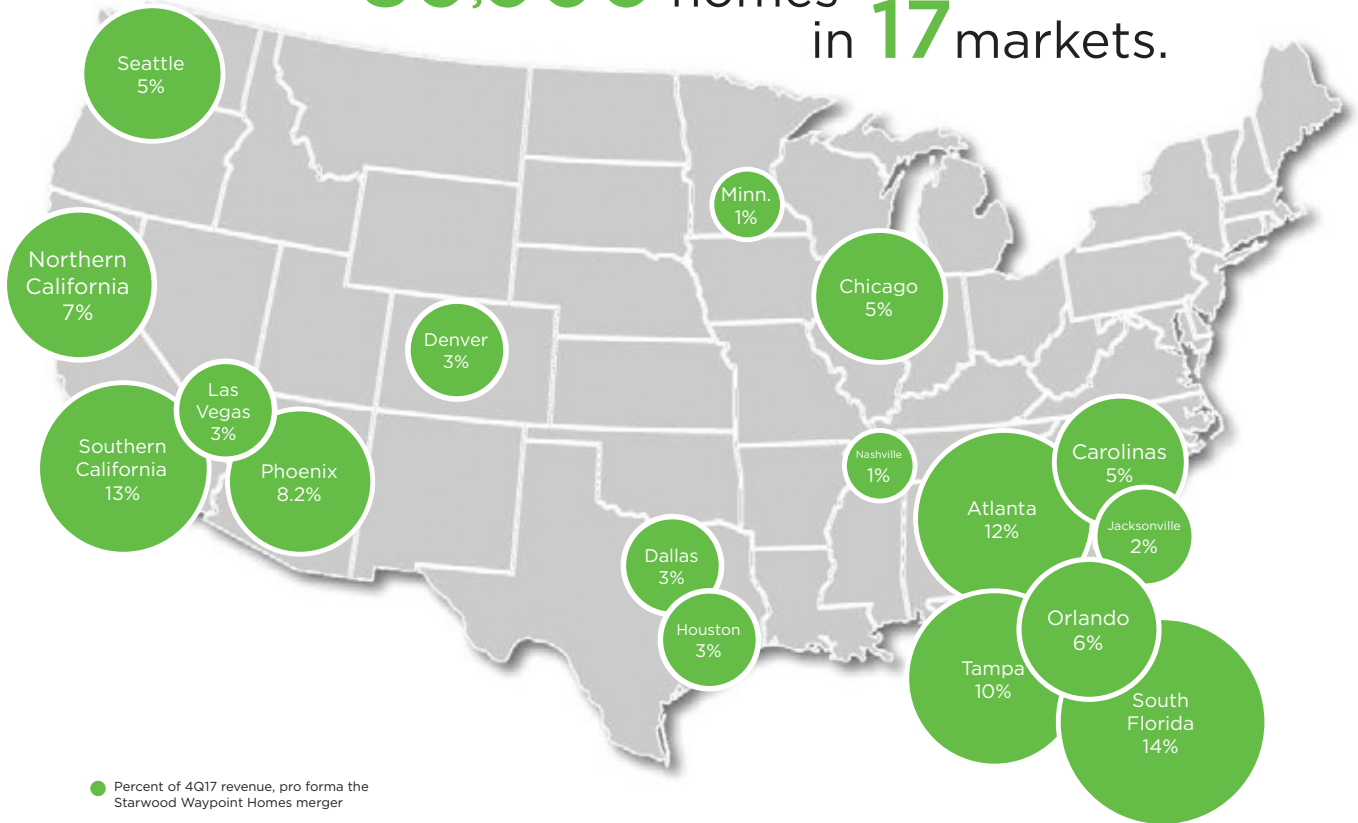 homes
in 17 markets.
Seattle
5%
Minn.
1%
Northern
California
7%
Chicago
5%
Denver
3%
Las
Vegas
3%
Southern
California
13%
Phoenix
8.2%
Nashville
1%
Carolinas
5%
Atlanta
12%
Jacksonville
2%
Dallas
3%
Houston
3%
Orlando
6%
Tampa
10%
South
Florida
14%
Percent of 4Q17 revenue, pro forma the
Starwood Waypoint Homes merger